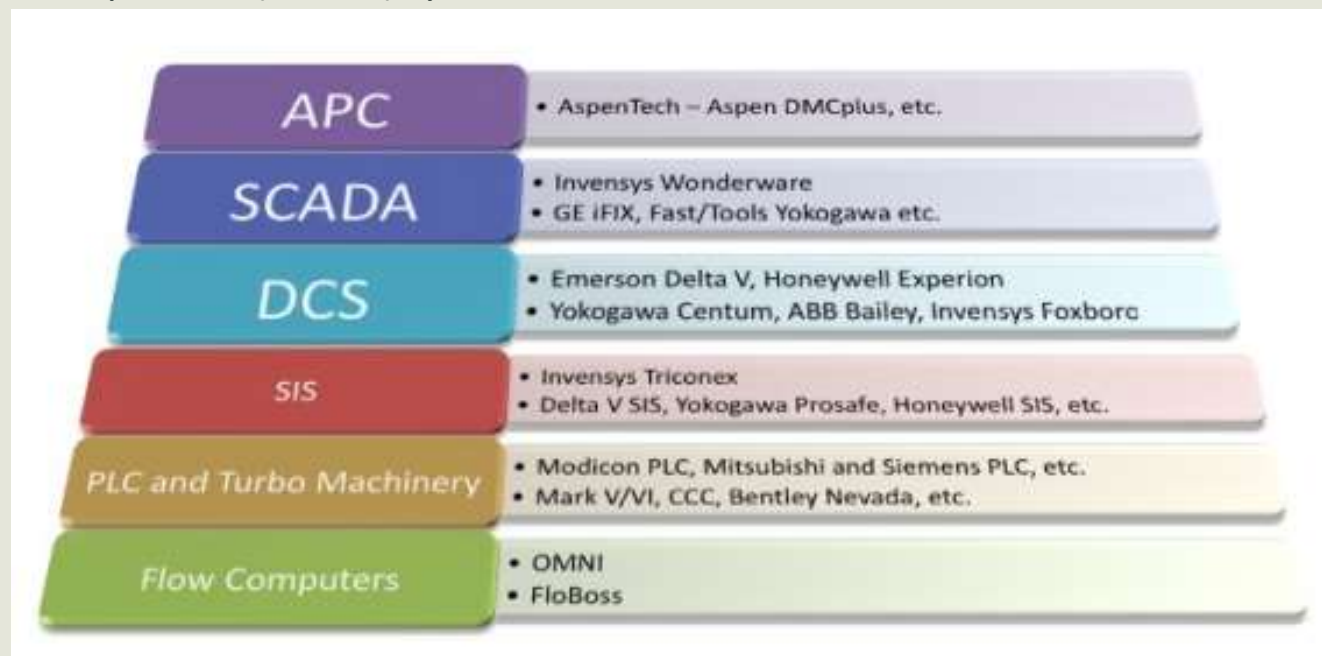 APC
• AspenTech – Aspen DMCplus, etc.
SCADA
• Invensys Wonderware
• GE iFIX, Fast/Tools Yokogawa etc.
DCS
• Emerson Delta V, Honeywell Experion
• Yokogawa Centum, ABB Bailey, Invensys Foxboro
SIS
• Invensys Triconex
• Delta V SIS, Yokogawa Prosafe, Honeywell SIS, etc.
PLC and Turbo Machinery
• Modicon PLC, Mitsubishi and Siemens PLC, etc.
• Mark V/VI, CCC, Bentley Nevada, etc.
Flow Computers
• OMNI
• FloBoss